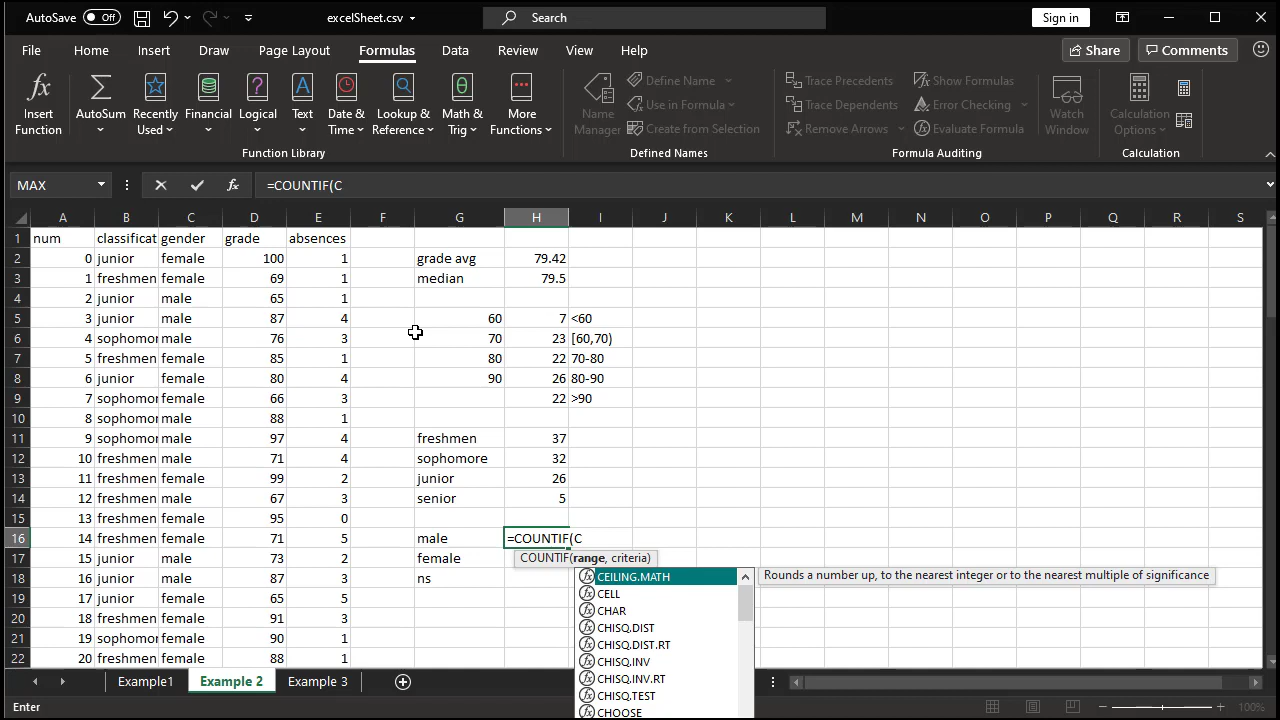 AutoSave Off excelSheet.csv Search Sign in
File Home Insert Draw Page Layout Formulas Data Review View Help Share Comments
Insert Function AutoSum Recently Used Financial Logical Text Date & Time Lookup & Reference Math & Trig More Functions
Function Library
Name Manager Define Name Use in Formula Create from Selection
Defined Names
Trace Precedents Trace Dependents Remove Arrows Show Formulas Error Checking Evaluate Formula
Formula Auditing
Watch Window Calculation Options
Calculation
MAX fx =COUNTIF(C
A B C D E F G H I J K L M N O P Q R S
1 num classificat gender grade absences
2 0 junior female 100 1 grade avg 79.42
3 1 freshmen female 69 1 median 79.5
4 2 junior male 65 1
5 3 junior male 87 4 60 7 <60
6 4 sophomor male 76 3 70 23 [60,70)
7 5 freshmen female 85 1 80 22 70-80
8 6 junior female 80 4 90 26 80-90
9 7 sophomor female 66 3 22 >90
10 8 sophomor male 88 1
11 9 sophomor male 97 4 freshmen 37
12 10 freshmen male 71 4 sophomore 32
13 11 freshmen female 99 2 junior 26
14 12 freshmen male 67 3 senior 5
15 13 freshmen female 95 0
16 14 freshmen female 71 5 male =COUNTIF(C
17 15 junior male 73 2 female COUNTIF(range, criteria)
18 16 junior male 87 3 ns CEILING.MATH Rounds a number up, to the nearest integer or to the nearest multiple of significance
19 17 junior female 65 5 CELL
20 18 freshmen female 91 3 CHAR
21 19 sophomor female 90 1 CHISQ.DIST
22 20 freshmen female 88 1 CHISQ.DIST.RT
CHISQ.INV
CHISQ.INV.RT
CHISQ.TEST
CHOOSE
Example1 Example 2 Example 3
Enter 100%